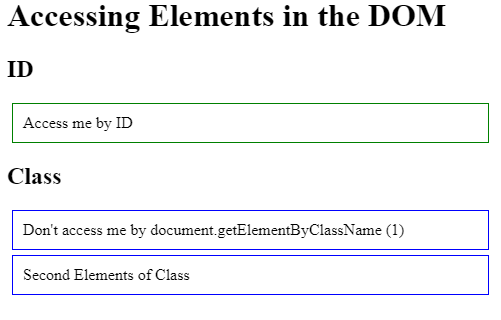 Accessing Elements in the DOM
ID
Access me by ID
Class
Don't access me by document.getElementByClassName (1)
Second Elements of Class